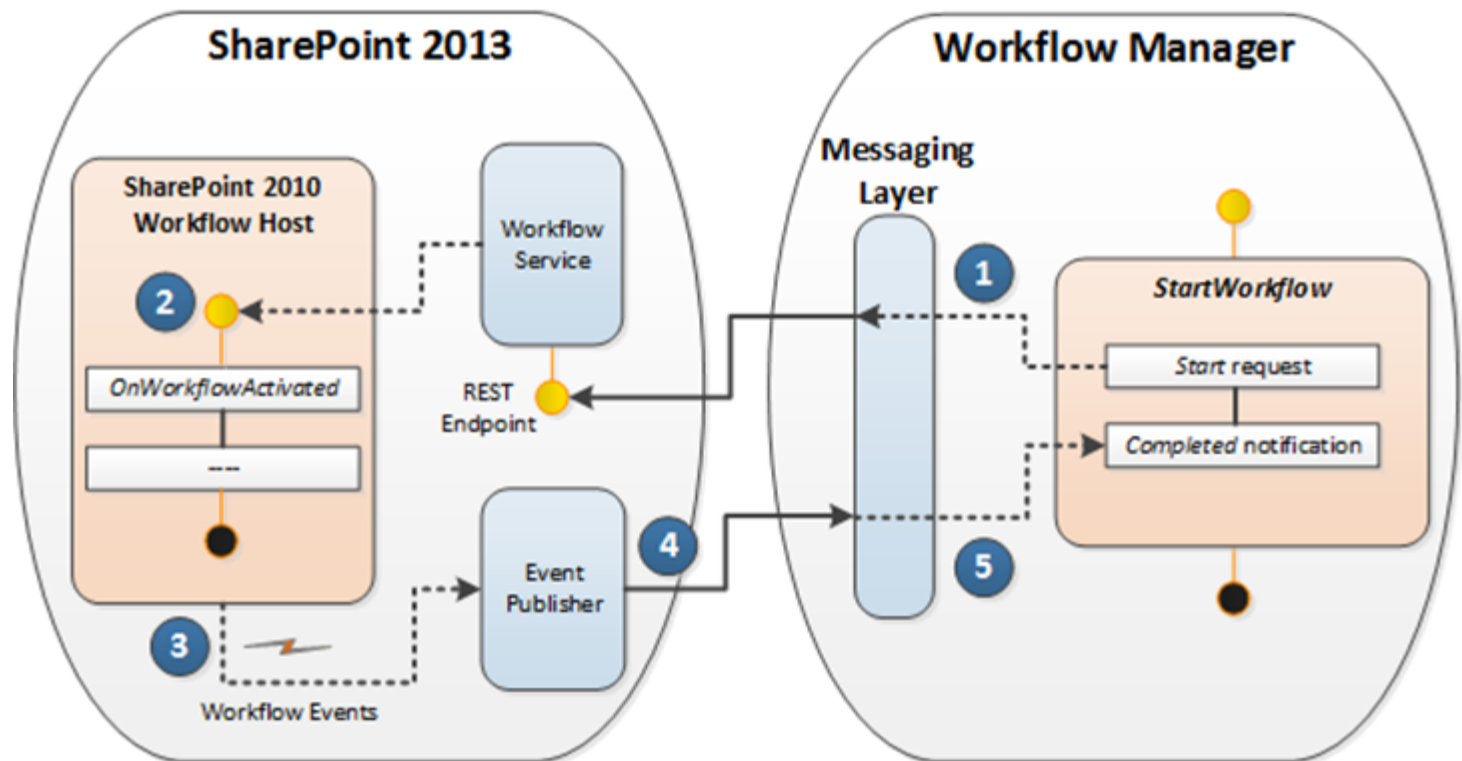 SharePoint 2013
Workflow Manager
SharePoint 2010
Workflow Host
2
OnWorkflowActivated
----
Workflow
Service
REST
Endpoint
3
Workflow Events
Event
Publisher
4
Messaging
Layer
1
5
StartWorkflow
Start request
Completed notification